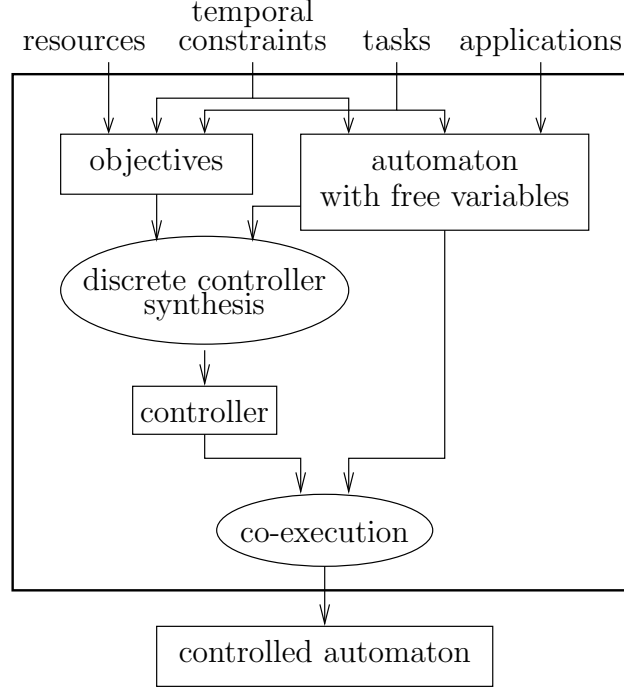 temporal
resources constraints tasks applications
objectives
automaton
with free variables
discrete controller
synthesis
controller
co-execution
controlled automaton